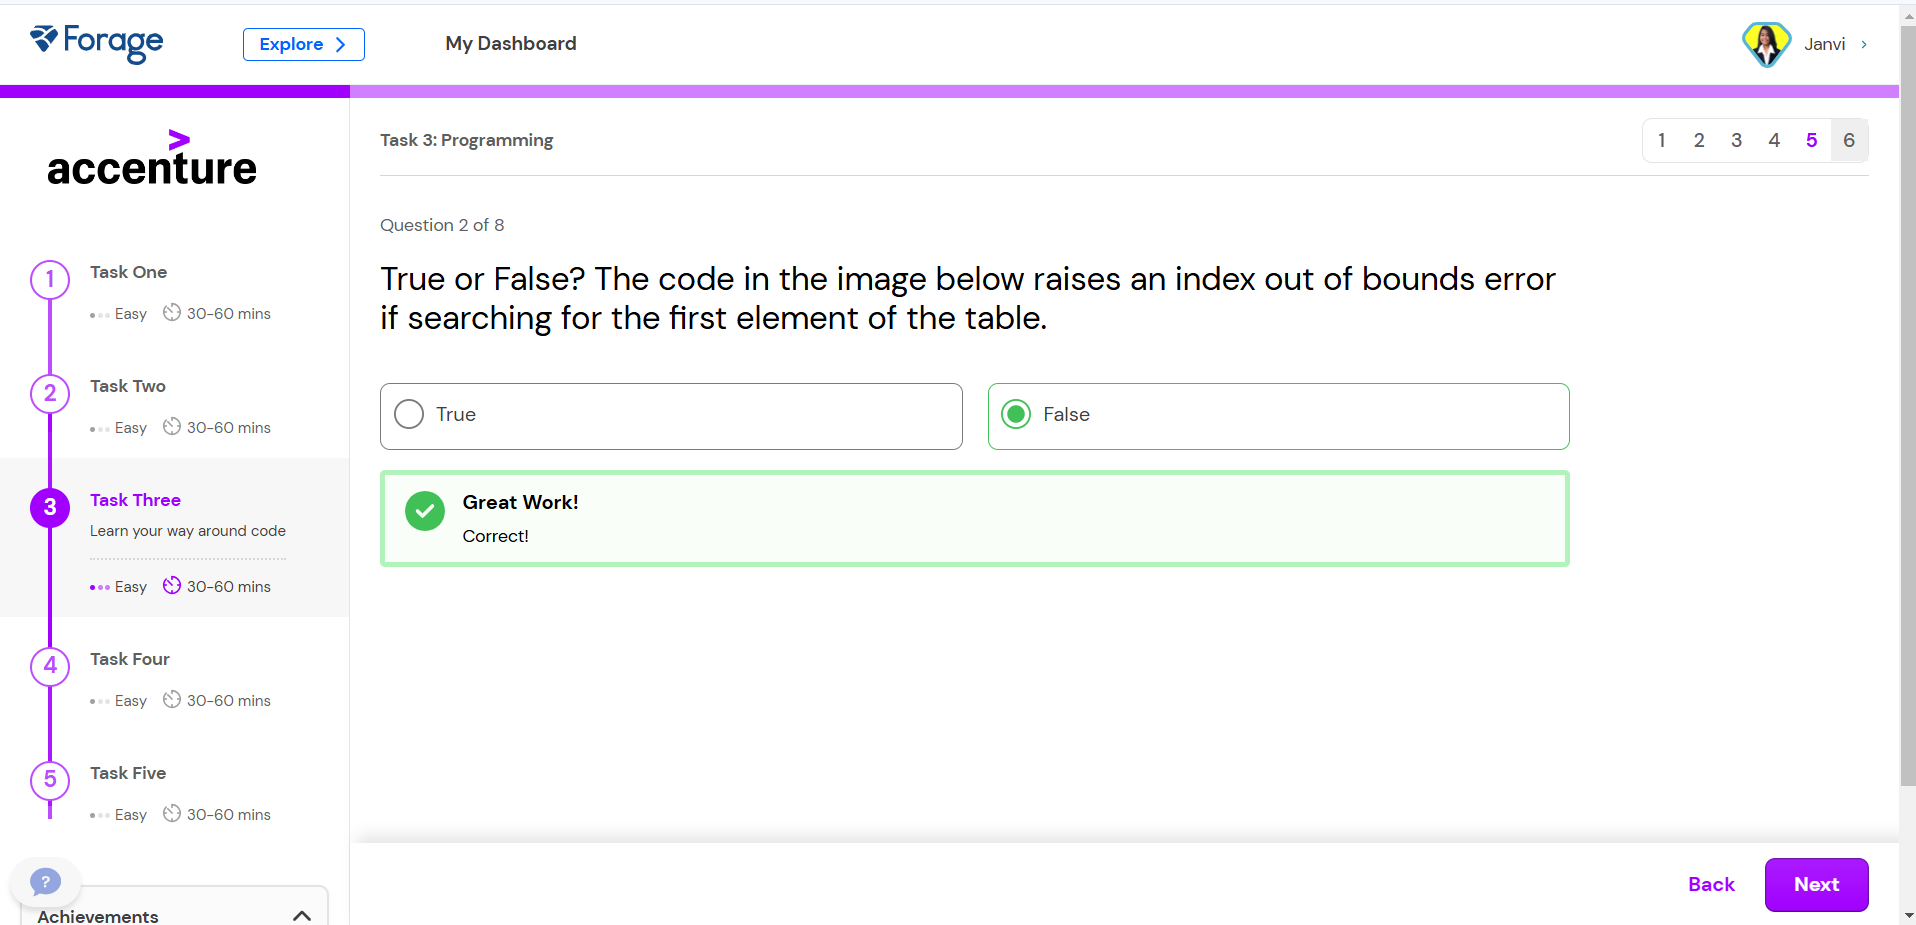 Forage
Explore
My Dashboard
Janvi
accenture
Task 3: Programming
1 2 3 4 5 6
1
Task One
Easy 30-60 mins
2
Task Two
Easy 30-60 mins
3
Task Three
Learn your way around code
Easy 30-60 mins
4
Task Four
Easy 30-60 mins
5
Task Five
Easy 30-60 mins
?
Achievements
Question 2 of 8
True or False? The code in the image below raises an index out of bounds error
if searching for the first element of the table.
True
False
Great Work!
Correct!
Back
Next